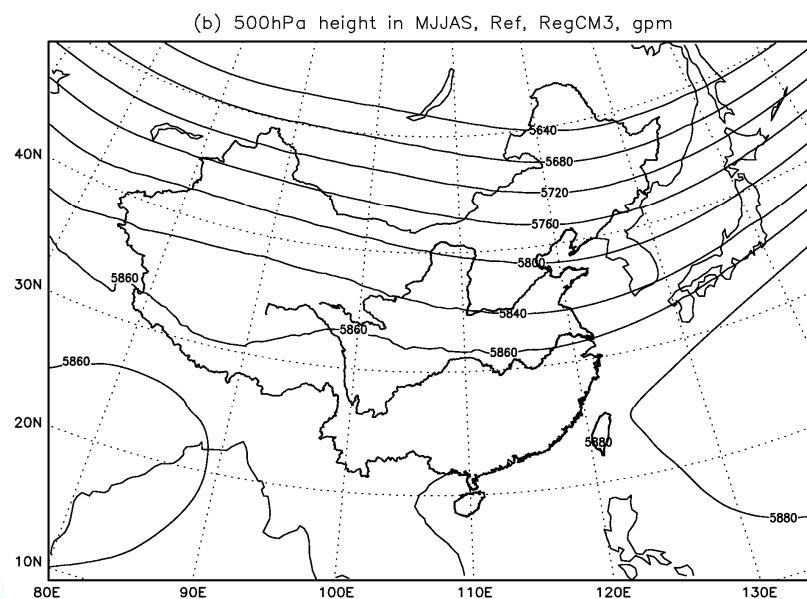 (b) 500hPa height in MJJAS, Ref, RegCM3, gpm
5640
40N
5680
5720
5760
5800
5860
30N
5840
5860
5860
5860
20N
5880
5880
10N
80E 90E 100E 110E 120E 130E